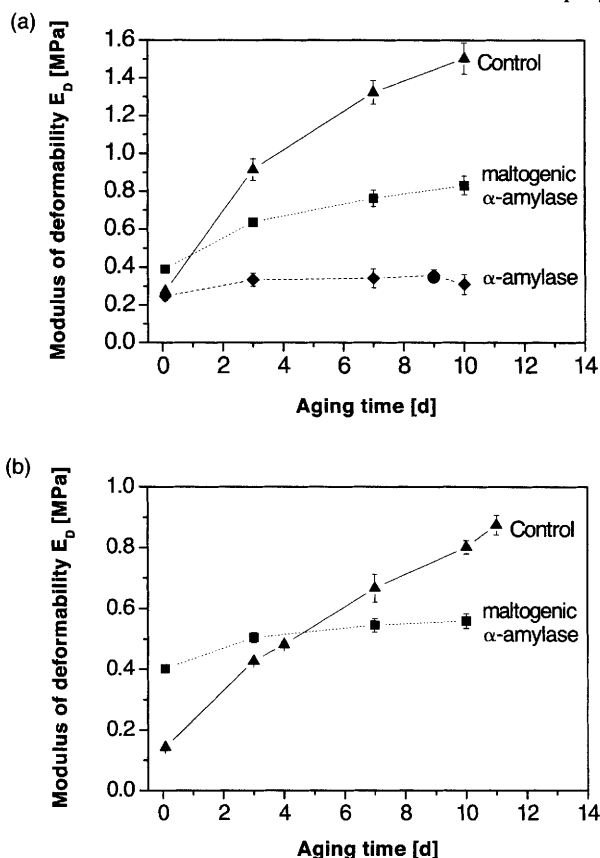 (a)
Modulus of deformability E_D [MPa]
1.6
1.4
1.2
1.0
0.8
0.6
0.4
0.2
0.0
Control
maltogenic
α-amylase
α-amylase
0 2 4 6 8 10 12 14
Aging time [d]
(b)
Modulus of deformability E_D [MPa]
1.0
0.8
0.6
0.4
0.2
0.0
Control
maltogenic
α-amylase
0 2 4 6 8 10 12 14
Aging time [d]